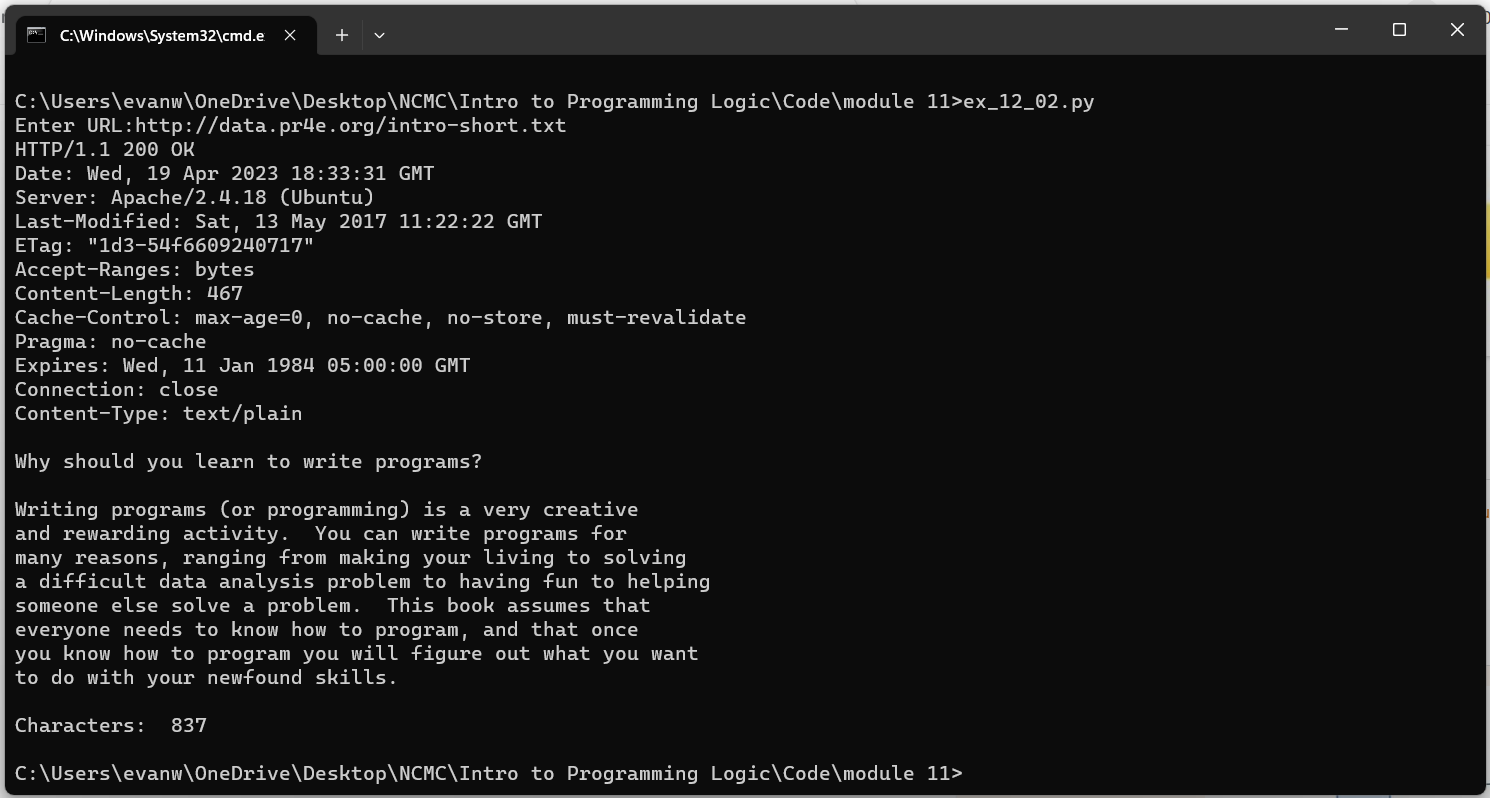 C:\Windows\System32\cmd.e
C:\Users\evanw\OneDrive\Desktop\NCMC\Intro to Programming Logic\Code\module 11>ex_12_02.py
Enter URL:http://data.pr4e.org/intro-short.txt
HTTP/1.1 200 OK
Date: Wed, 19 Apr 2023 18:33:31 GMT
Server: Apache/2.4.18 (Ubuntu)
Last-Modified: Sat, 13 May 2017 11:22:22 GMT
ETag: "1d3-54f6609240717"
Accept-Ranges: bytes
Content-Length: 467
Cache-Control: max-age=0, no-cache, no-store, must-revalidate
Pragma: no-cache
Expires: Wed, 11 Jan 1984 05:00:00 GMT
Connection: close
Content-Type: text/plain
Why should you learn to write programs?
Writing programs (or programming) is a very creative
and rewarding activity.  You can write programs for
many reasons, ranging from making your living to solving
a difficult data analysis problem to having fun to helping
someone else solve a problem.  This book assumes that
everyone needs to know how to program, and that once
you know how to program you will figure out what you want
to do with your newfound skills.
Characters:  837
C:\Users\evanw\OneDrive\Desktop\NCMC\Intro to Programming Logic\Code\module 11>